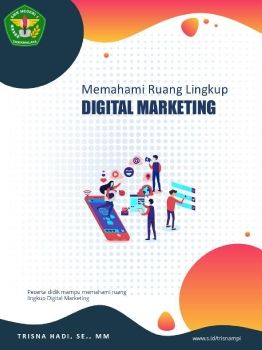 Memahami Ruang Lingkup
DIGITAL MARKETING
Peserta didik mampu memahami ruang
lingkup Digital Marketing
TRISNA HADI, SE., MM
www.s.id/trisnampi